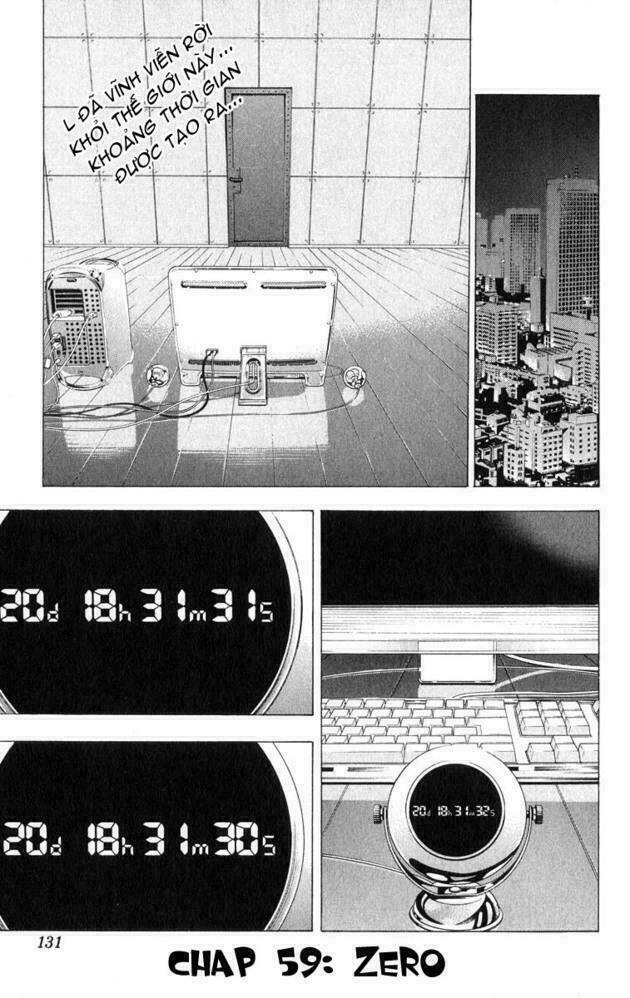 L ĐÃ VĨNH VIỄN RỜI
KHỎI THẾ GIỚI NÀY...
KHOẢNG THỜI GIAN
ĐƯỢC TẠO RA...
20d 18h 31m 32s
20d 18h 31m 31s
20d 18h 31m 30s
131
CHAP 59: ZERO